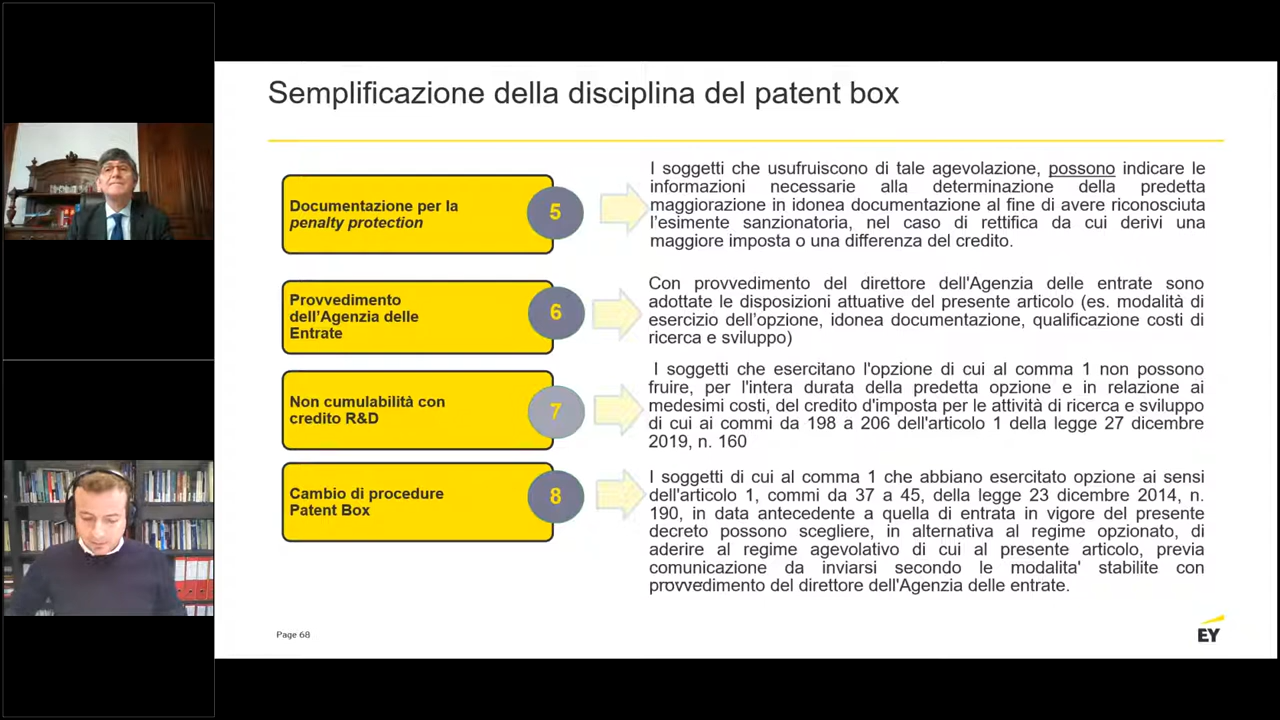 Semplificazione della disciplina del patent box
Documentazione per la
penalty protection
5
I soggetti che usufruiscono di tale agevolazione, possono indicare le
informazioni necessarie alla determinazione della predetta
maggiorazione in idonea documentazione al fine di avere riconosciuta
l'esimente sanzionatoria, nel caso di rettifica da cui derivi una
maggiore imposta o una differenza del credito.
Provvedimento
dell'Agenzia delle
Entrate
6
Con provvedimento del direttore dell'Agenzia delle entrate sono
adottate le disposizioni attuative del presente articolo (es. modalità di
esercizio dell'opzione, idonea documentazione, qualificazione costi di
ricerca e sviluppo)
Non cumulabilità con
credito R&D
7
I soggetti che esercitano l'opzione di cui al comma 1 non possono
fruire, per l'intera durata della predetta opzione e in relazione ai
medesimi costi, del credito d'imposta per le attività di ricerca e sviluppo
di cui ai commi da 198 a 206 dell'articolo 1 della legge 27 dicembre
2019, n. 160
Cambio di procedure
Patent Box
8
I soggetti di cui al comma 1 che abbiano esercitato opzione ai sensi
dell'articolo 1, commi da 37 a 45, della legge 23 dicembre 2014, n.
190, in data antecedente a quella di entrata in vigore del presente
decreto possono scegliere, in alternativa al regime opzionato, di
aderire al regime agevolativo di cui al presente articolo, previa
comunicazione da inviarsi secondo le modalita' stabilite con
provvedimento del direttore dell'Agenzia delle entrate.
Page 68
EY